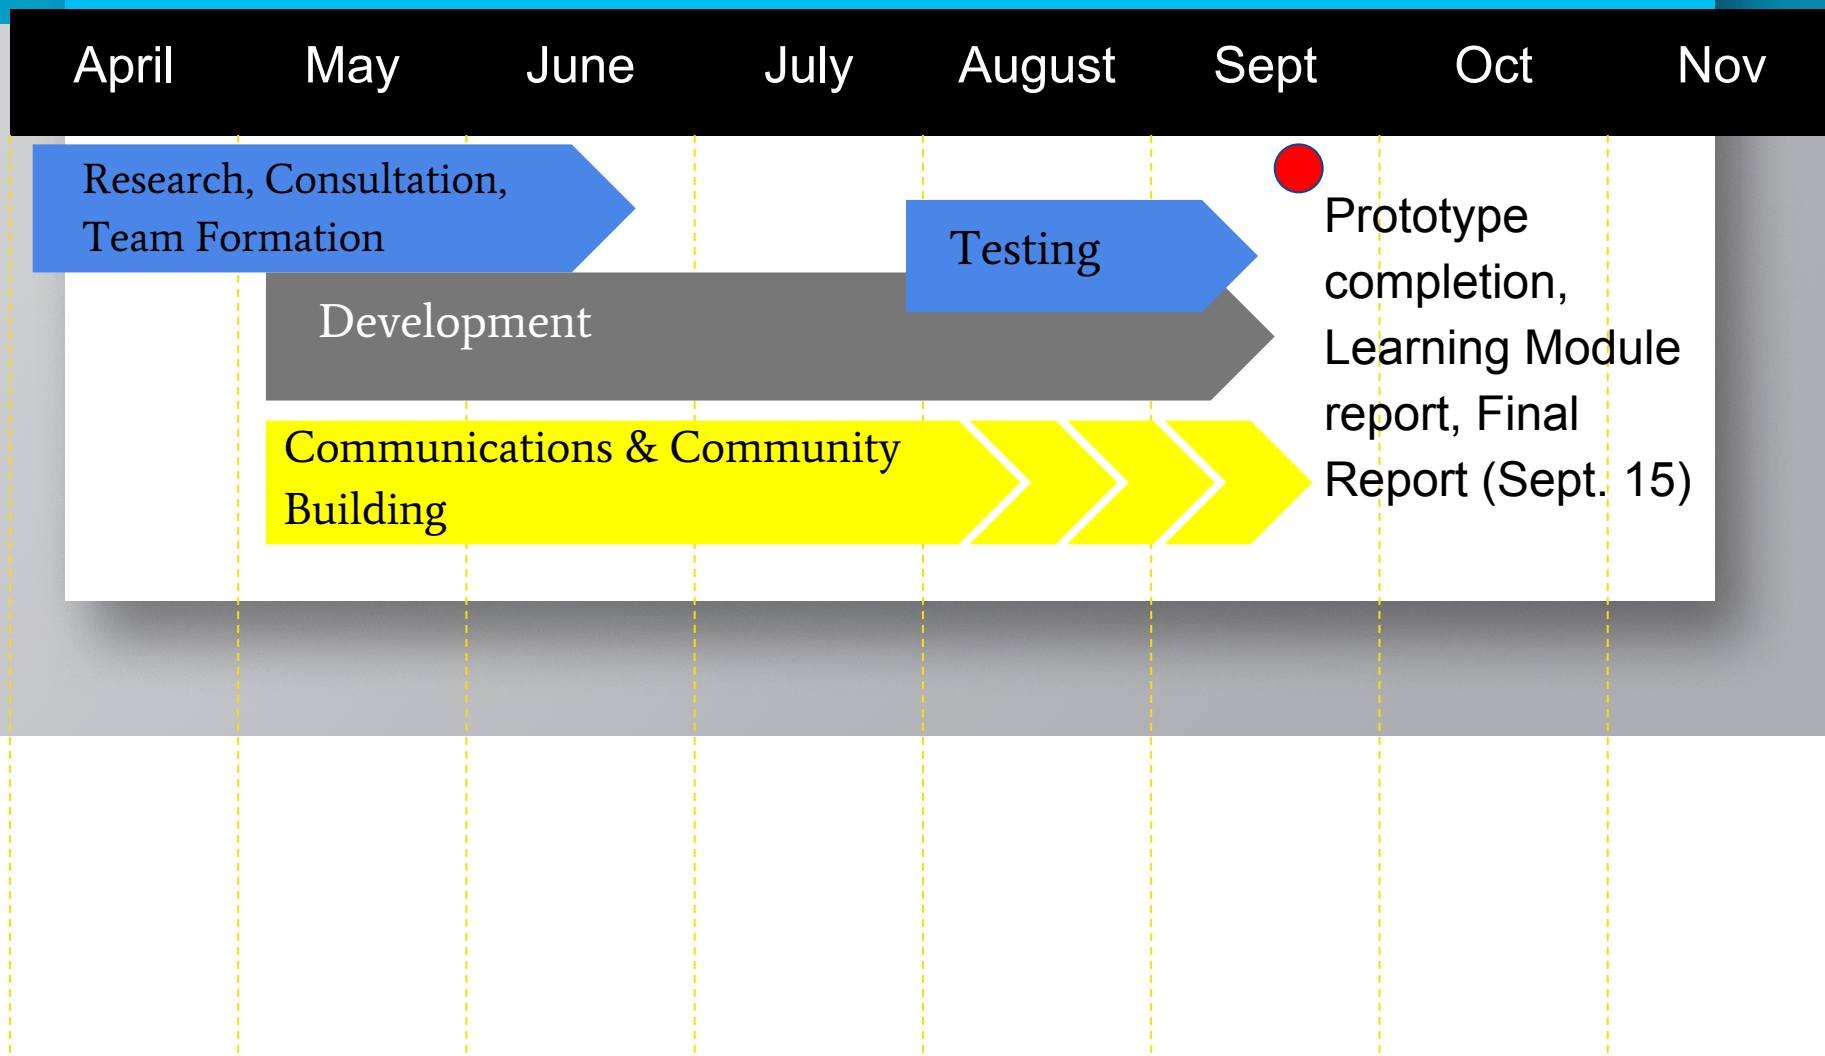 April May June July August Sept Oct Nov
Research, Consultation,
Team Formation
Testing
Development
Communications & Community
Building
Prototype
completion,
Learning Module
report, Final
Report (Sept. 15)